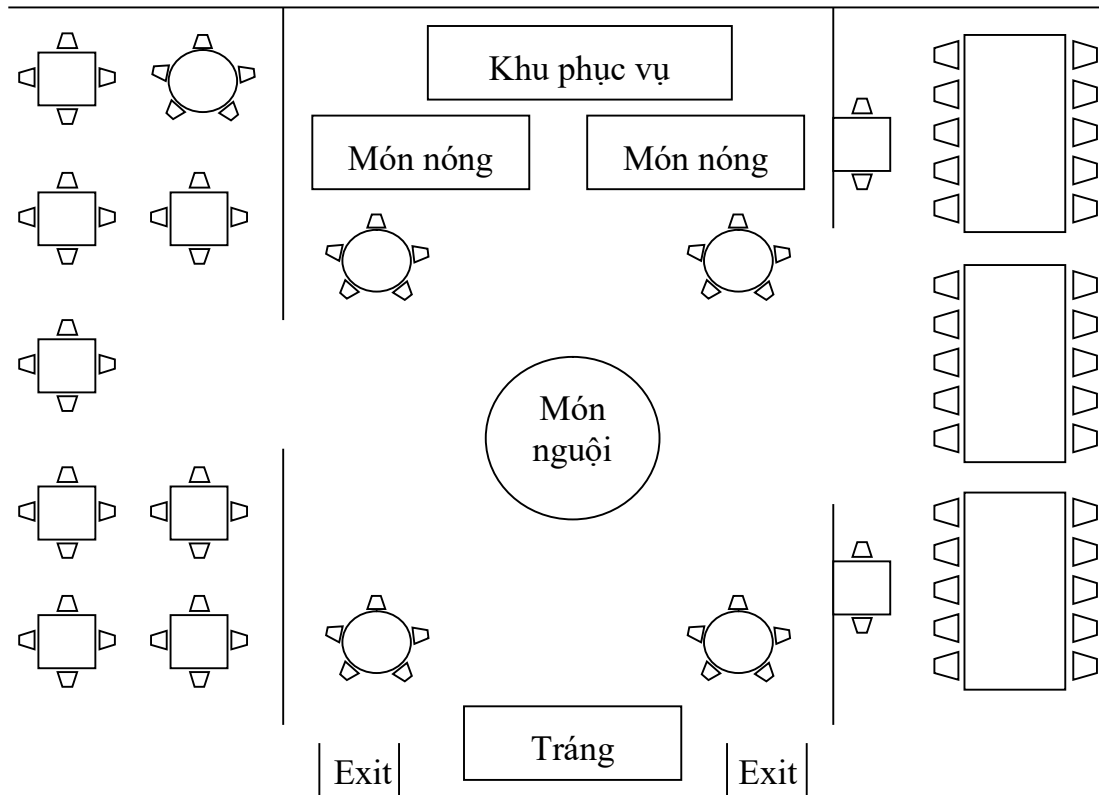 Khu phục vụ
Món nóng
Món nóng
Món
nguội
Tráng
Exit
Exit